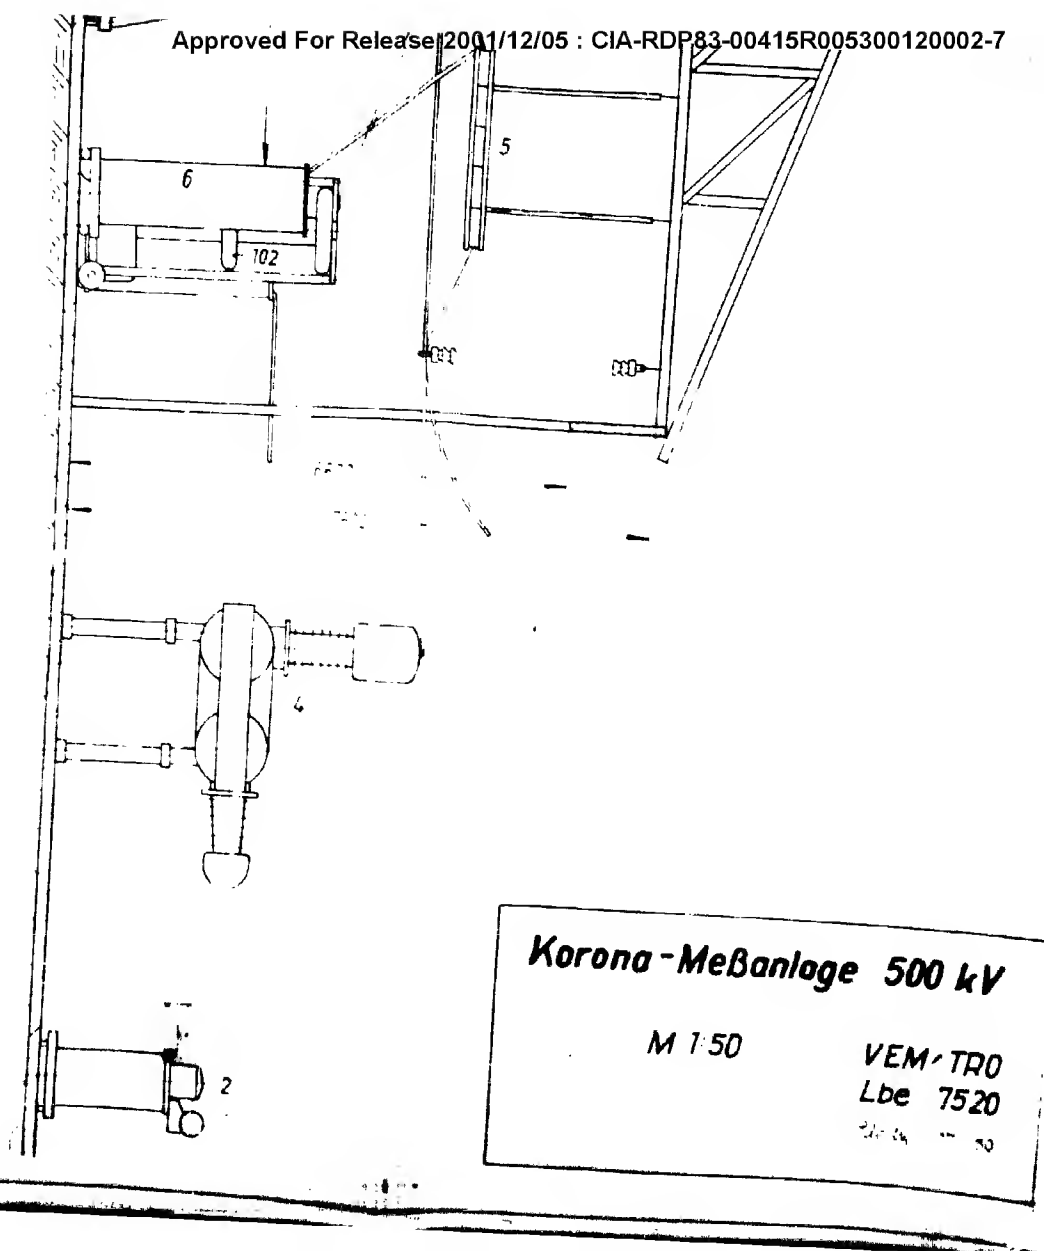 Approved For Release 2001/12/05 : CIA-RDP83-00415R005300120002-7
5
6
102
4
2
Korona-Meßanlage 500 kV
M 1:50
VEM-TRO
Lbe 7520